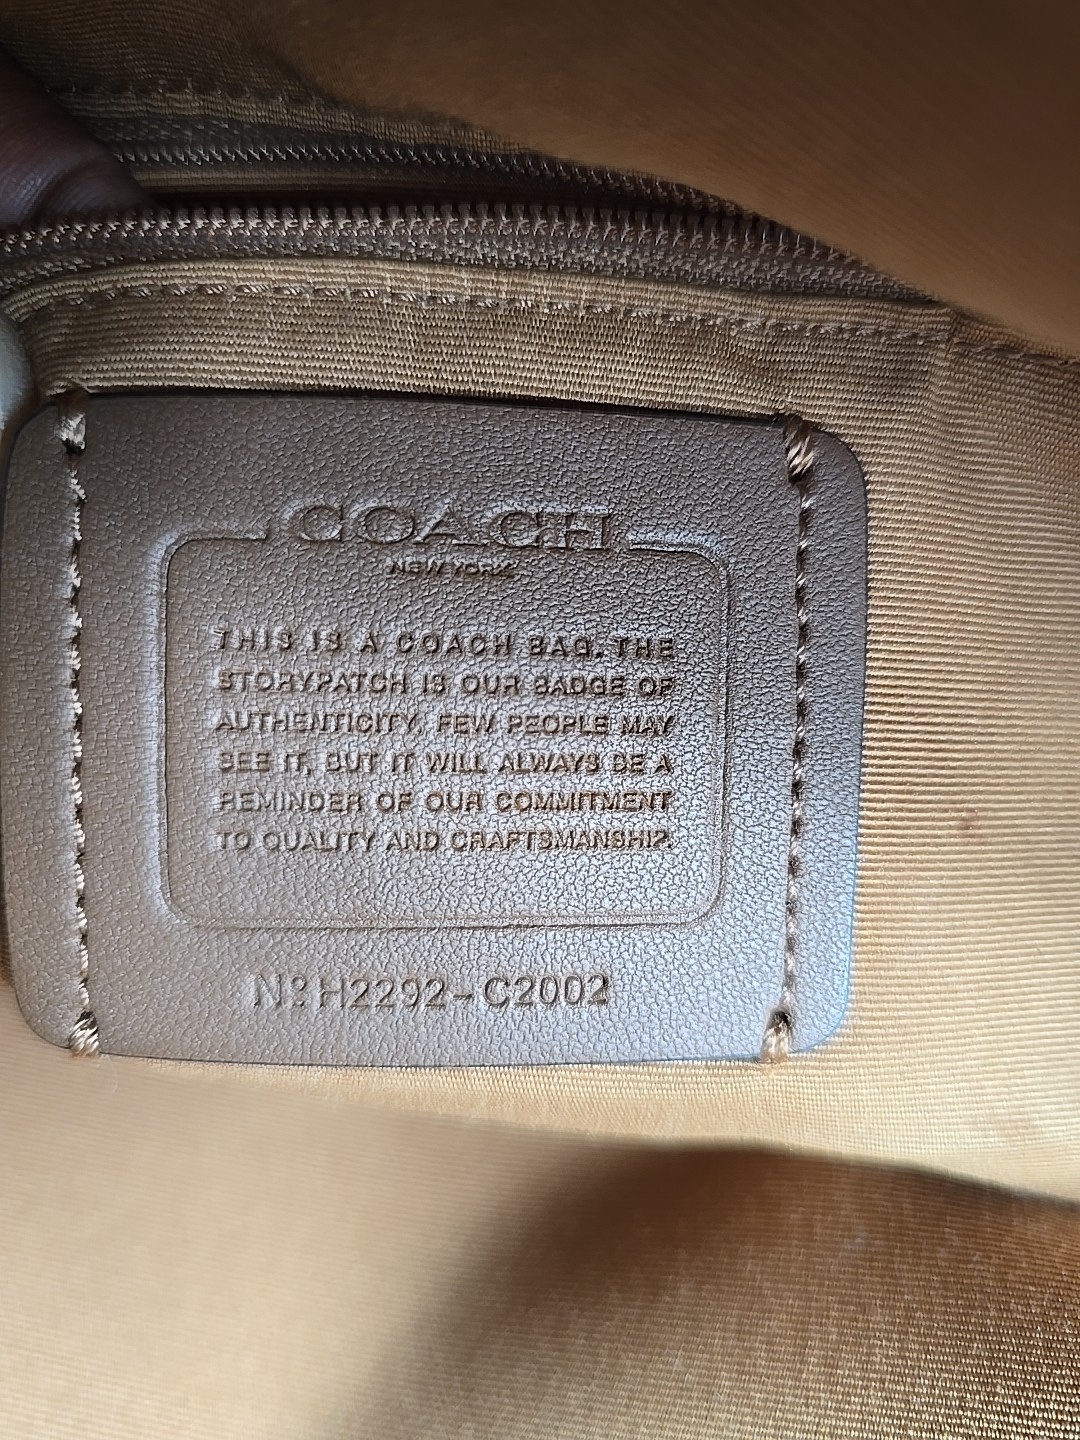 COACH
NEW YORK
THIS IS A COACH BAG. THE
STORYPATCH IS OUR BADGE OF
AUTHENTICITY. FEW PEOPLE MAY
SEE IT, BUT IT WILL ALWAYS BE A
REMINDER OF OUR COMMITMENT
TO QUALITY AND CRAFTSMANSHIP.
Nº H2292-C2002